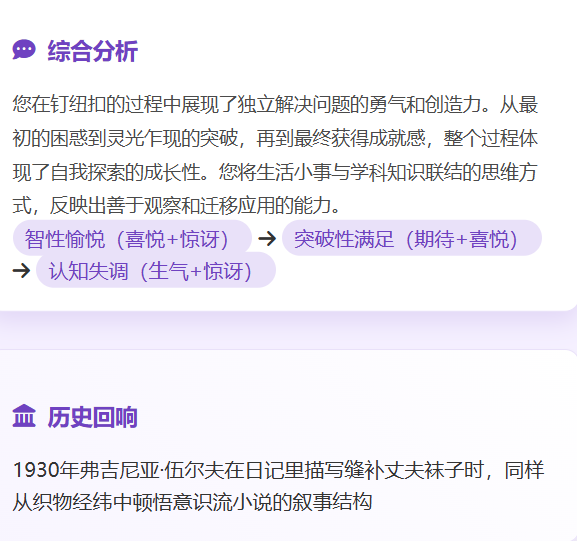 综合分析
您在钉纽扣的过程中展现了独立解决问题的勇气和创造力。从最
初的困惑到灵光乍现的突破，再到最终获得成就感，整个过程体
现了自我探索的成长性。您将生活小事与学科知识联结的思维方
式，反映出善于观察和迁移应用的能力。
智性愉悦（喜悦+惊讶） → 突破性满足（期待+喜悦）
→ 认知失调（生气+惊讶）
历史回响
1930年弗吉尼亚·伍尔夫在日记里描写缝补丈夫袜子时，同样
从织物经纬中顿悟意识流小说的叙事结构